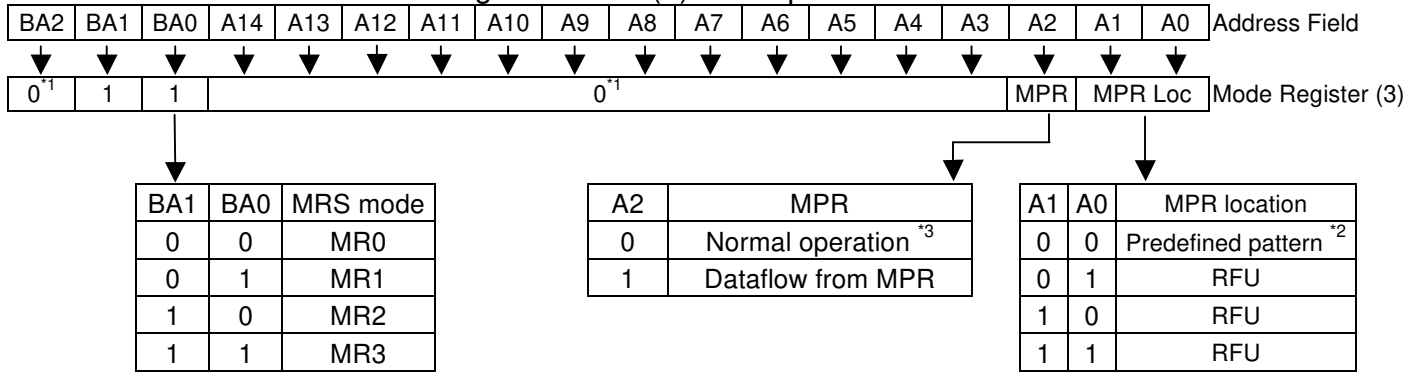 BA2 BA1 BA0 A14 A13 A12 A11 A10 A9 A8 A7 A6 A5 A4 A3 A2 A1 A0 Address Field
0*1 1 1 0*1 MPR MPR Loc Mode Register (3)
BA1 BA0 MRS mode
0 0 MR0
0 1 MR1
1 0 MR2
1 1 MR3
A2 MPR
0 Normal operation *3
1 Dataflow from MPR
A1 A0 MPR location
0 0 Predefined pattern *2
0 1 RFU
1 0 RFU
1 1 RFU